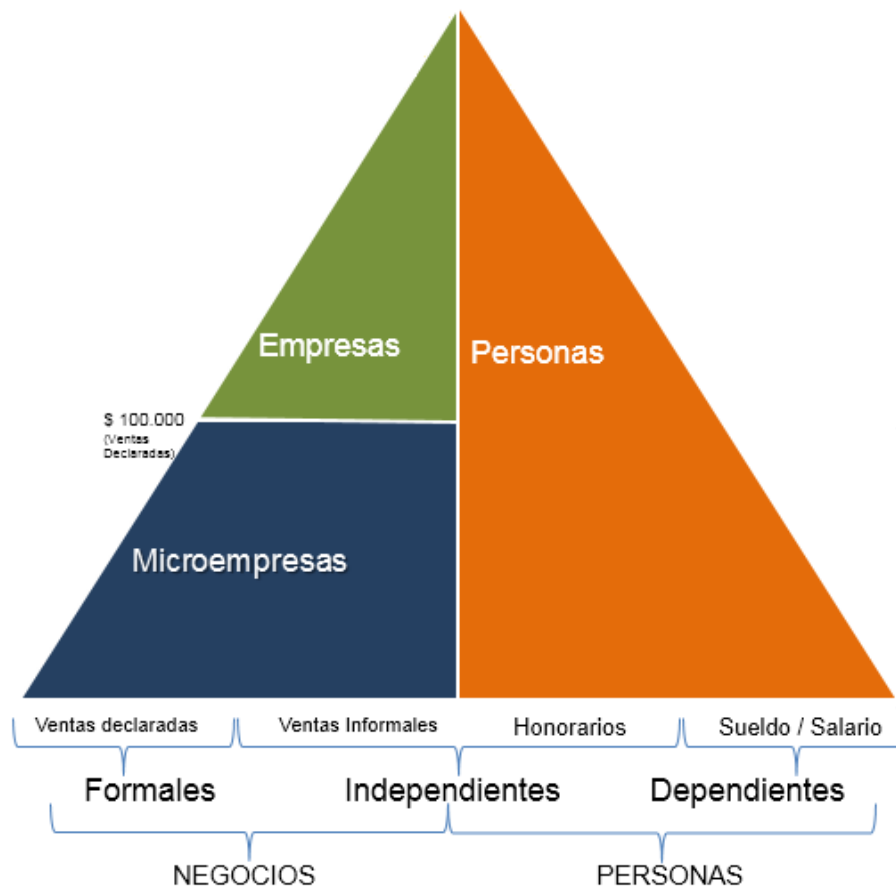 Empresas
Personas
$ 100.000
(Ventas
Declaradas)
Microempresas
Ventas declaradas
Ventas Informales
Honorarios
Sueldo / Salario
Formales
Independientes
Dependientes
NEGOCIOS
PERSONAS